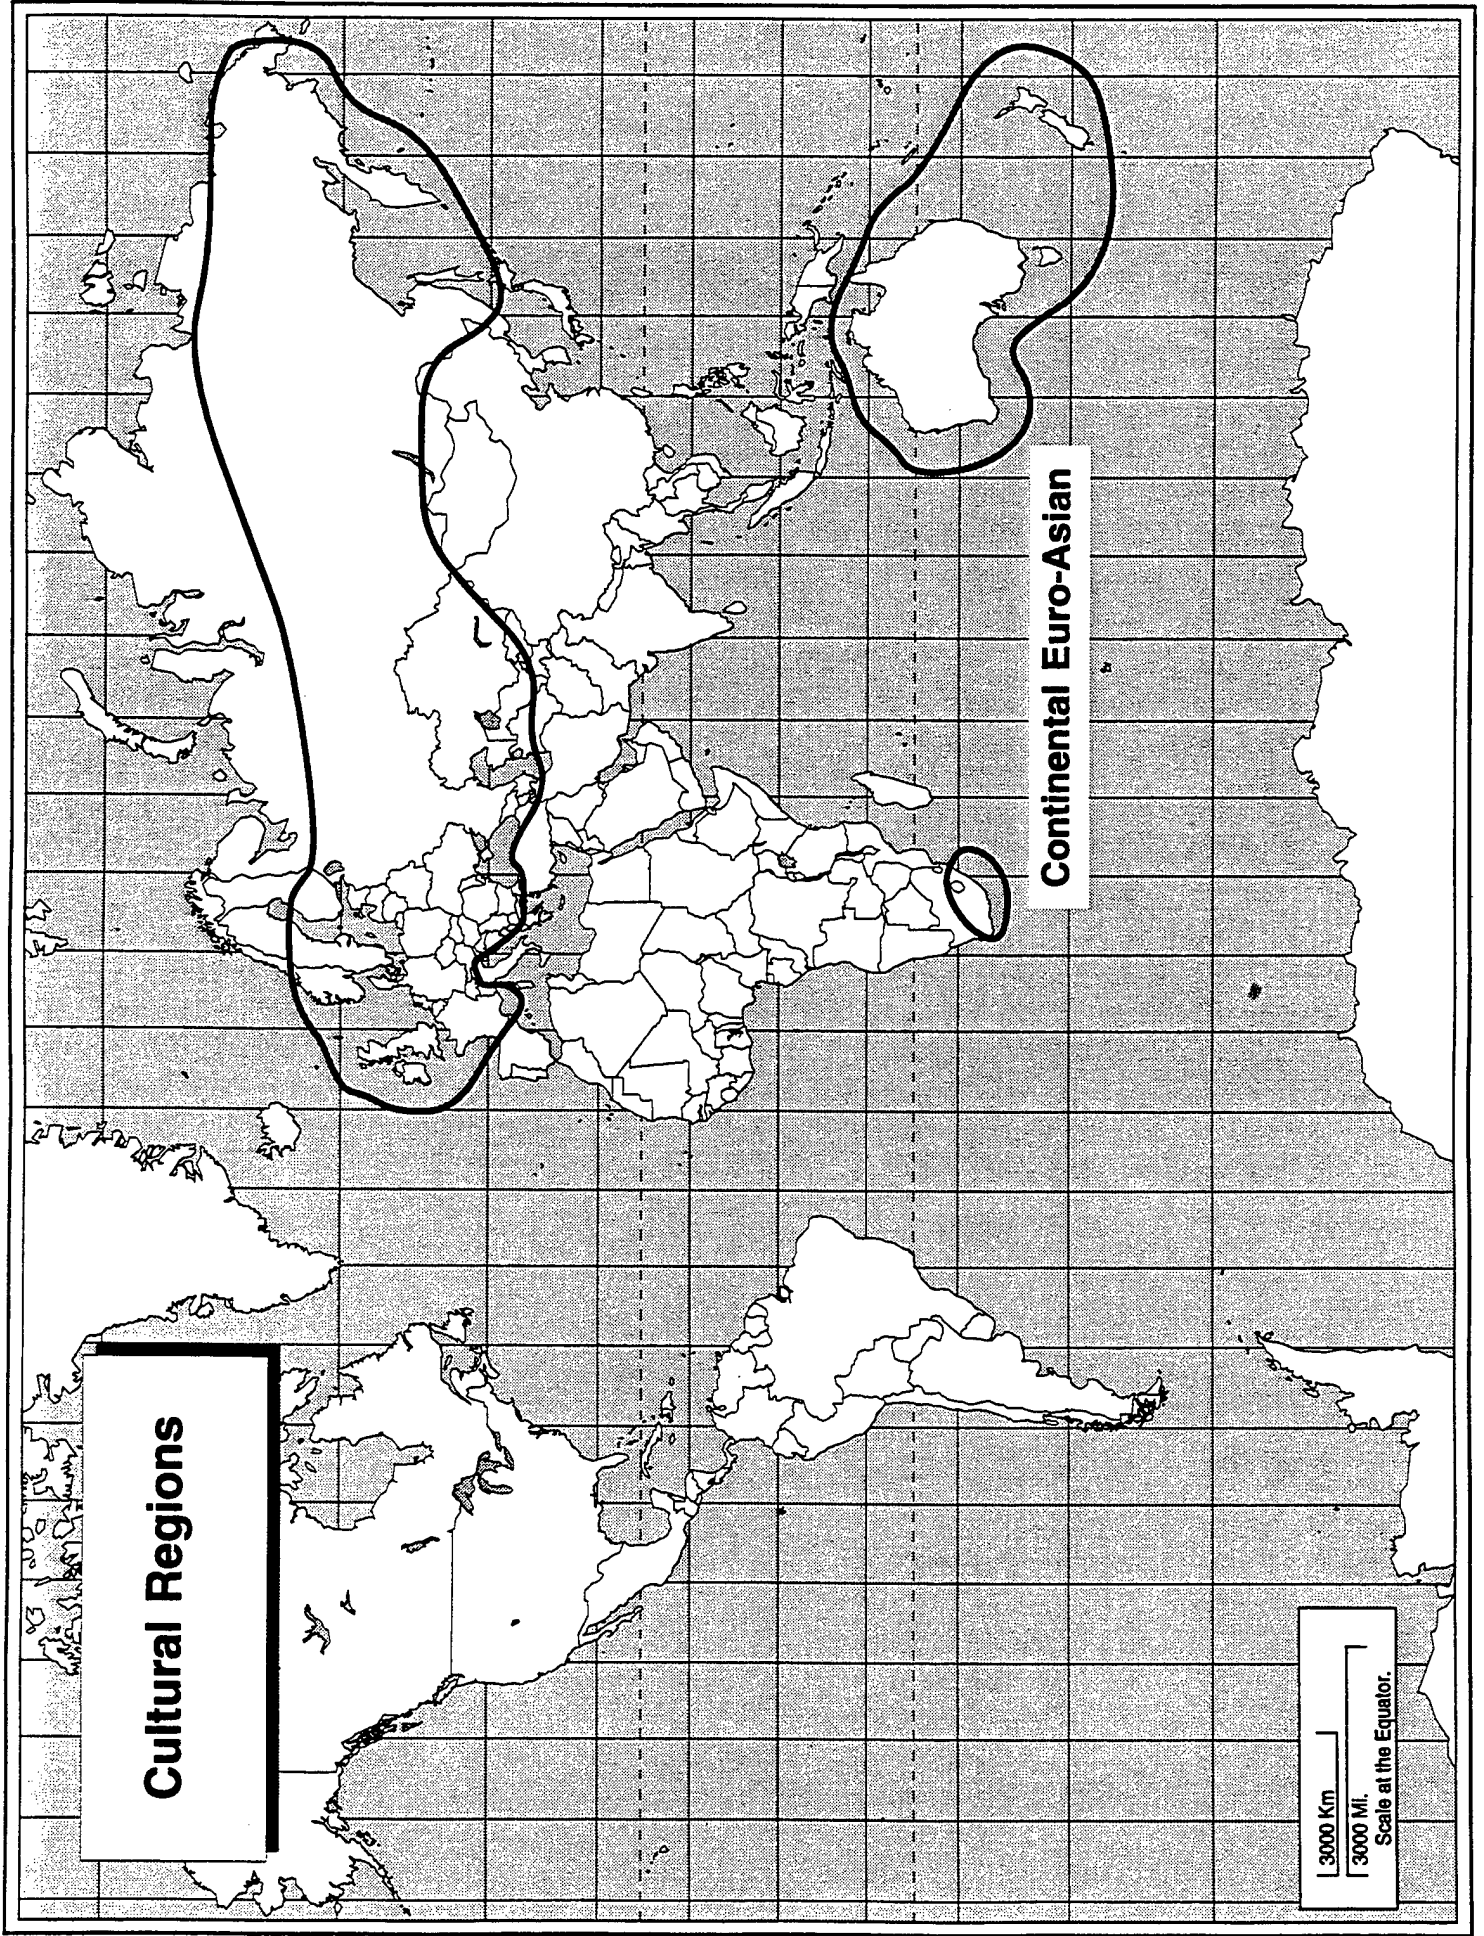 Cultural Regions
Continental Euro-Asian
3000 Km
3000 Mi.
Scale at the Equator.